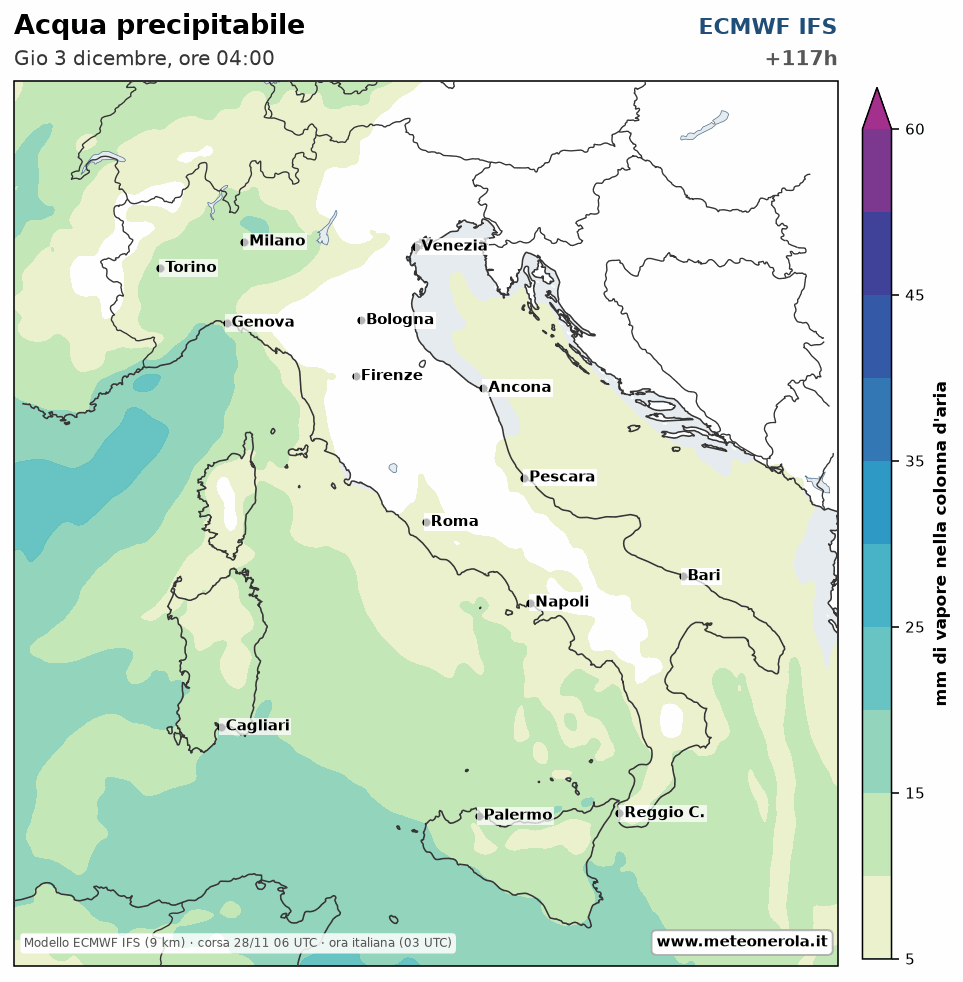 Acqua precipitabile
ECMWF IFS
Gio 3 dicembre, ore 04:00
+117h
Milano
Venezia
Torino
Genova
Bologna
Firenze
Ancona
Pescara
Roma
Bari
Napoli
Cagliari
Palermo
Reggio C.
60
45
35
25
15
5
mm di vapore nella colonna d'aria
Modello ECMWF IFS (9 km) · corsa 28/11 06 UTC · ora italiana (03 UTC)
www.meteonerola.it